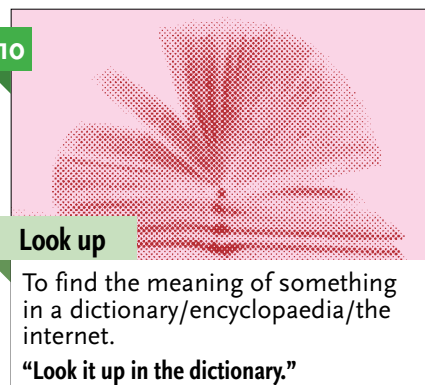 10
Look up
To find the meaning of something
in a dictionary/encyclopaedia/the
internet.
“Look it up in the dictionary.”